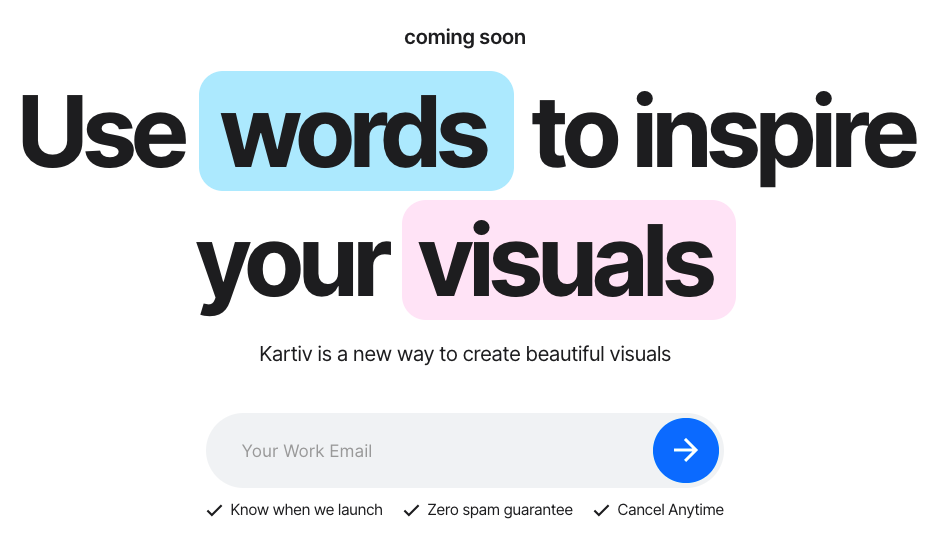 coming soon
Use words to inspire
your visuals
Kartiv is a new way to create beautiful visuals
Your Work Email
Know when we launch Zero spam guarantee Cancel Anytime